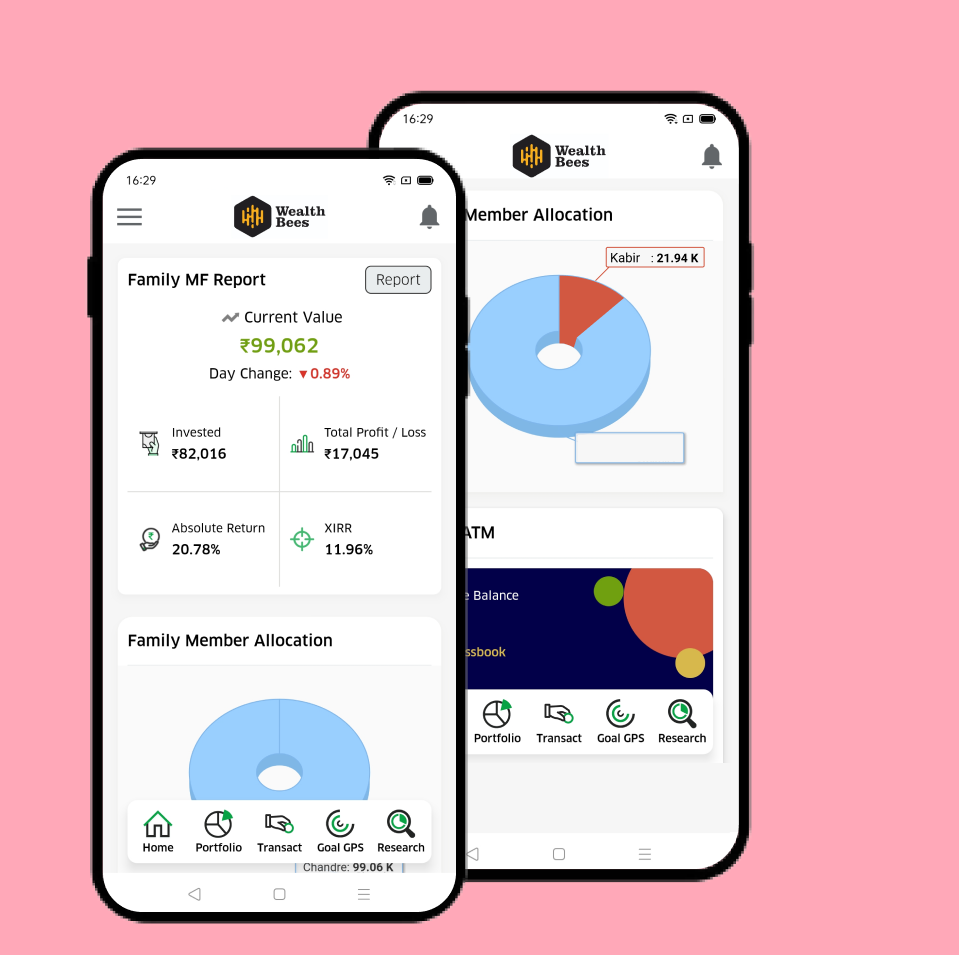 16:29
Wealth
Bees
Family MF Report
Report
Current Value
₹99,062
Day Change: ▼0.89%
Invested
₹82,016
Total Profit / Loss
₹17,045
Absolute Return
20.78%
XIRR
11.96%
Family Member Allocation
Home
Portfolio
Transact
Goal GPS
Research
Chandre: 99.06 K
16:29
Wealth
Bees
Member Allocation
Kabir : 21.94 K
ATM
e Balance
ssbook
Portfolio
Transact
Goal GPS
Research